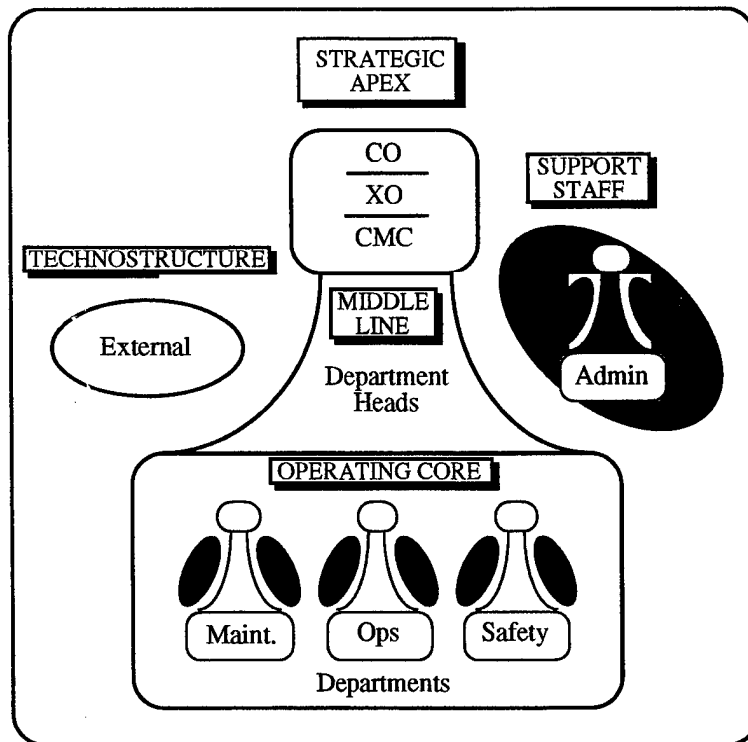 STRATEGIC
APEX
CO
XO
CMC
SUPPORT
STAFF
TECHNOSTRUCTURE
MIDDLE
LINE
External
Department
Heads
Admin
OPERATING CORE
Maint.
Ops
Safety
Departments